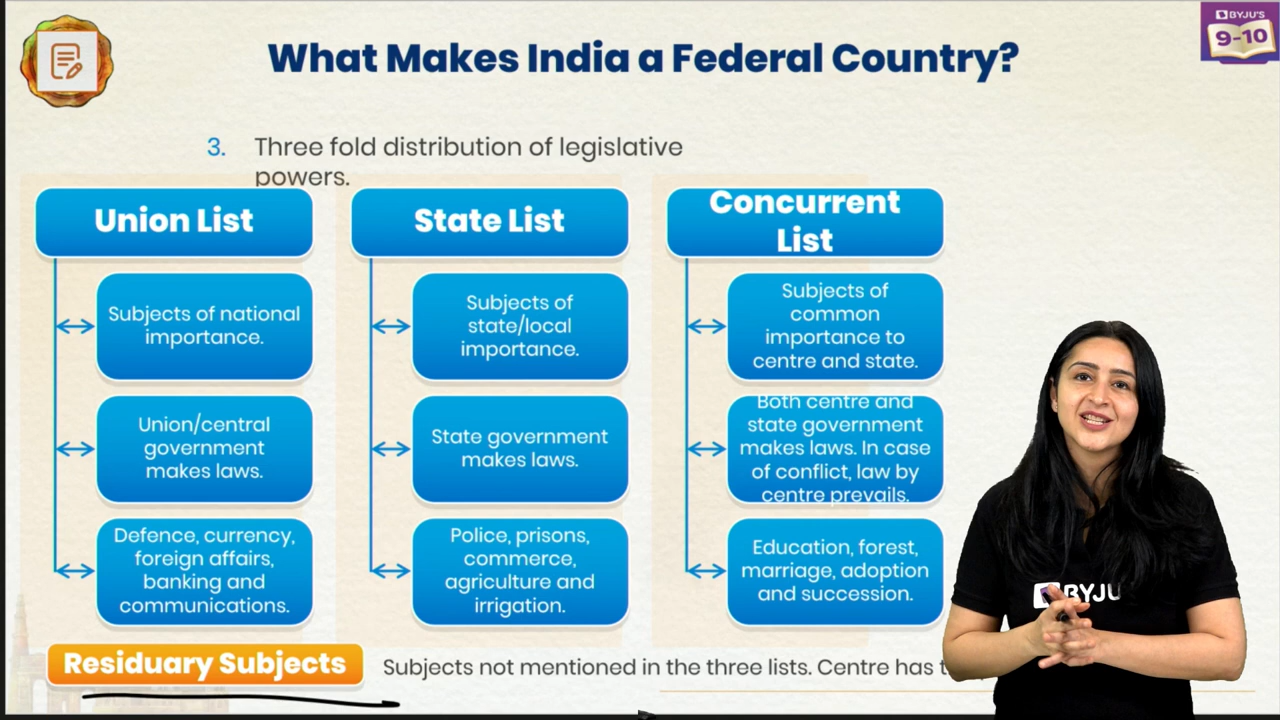 BYJU'S
9-10
What Makes India a Federal Country?
3. Three fold distribution of legislative
powers.
Union List
Subjects of national
importance.
Union/central
government
makes laws.
Defence, currency,
foreign affairs,
banking and
communications.
State List
Subjects of
state/local
importance.
State government
makes laws.
Police, prisons,
commerce,
agriculture and
irrigation.
Concurrent
List
Subjects of
common
importance to
centre and state.
Both centre and
state government
makes laws. In case
of conflict, law by
centre prevails.
Education, forest,
marriage, adoption
and succession.
Residuary Subjects
Subjects not mentioned in the three lists. Centre has
BYJU